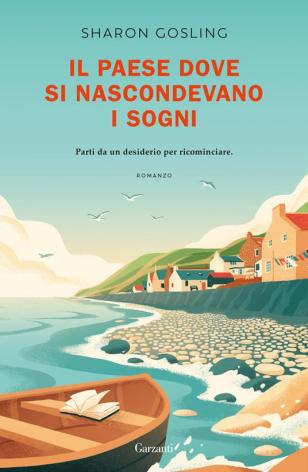 SHARON GOSLING
IL PAESE DOVE
SI NASCONDEVANO
I SOGNI
Parti da un desiderio per ricominciare.
ROMANZO
Garzanti